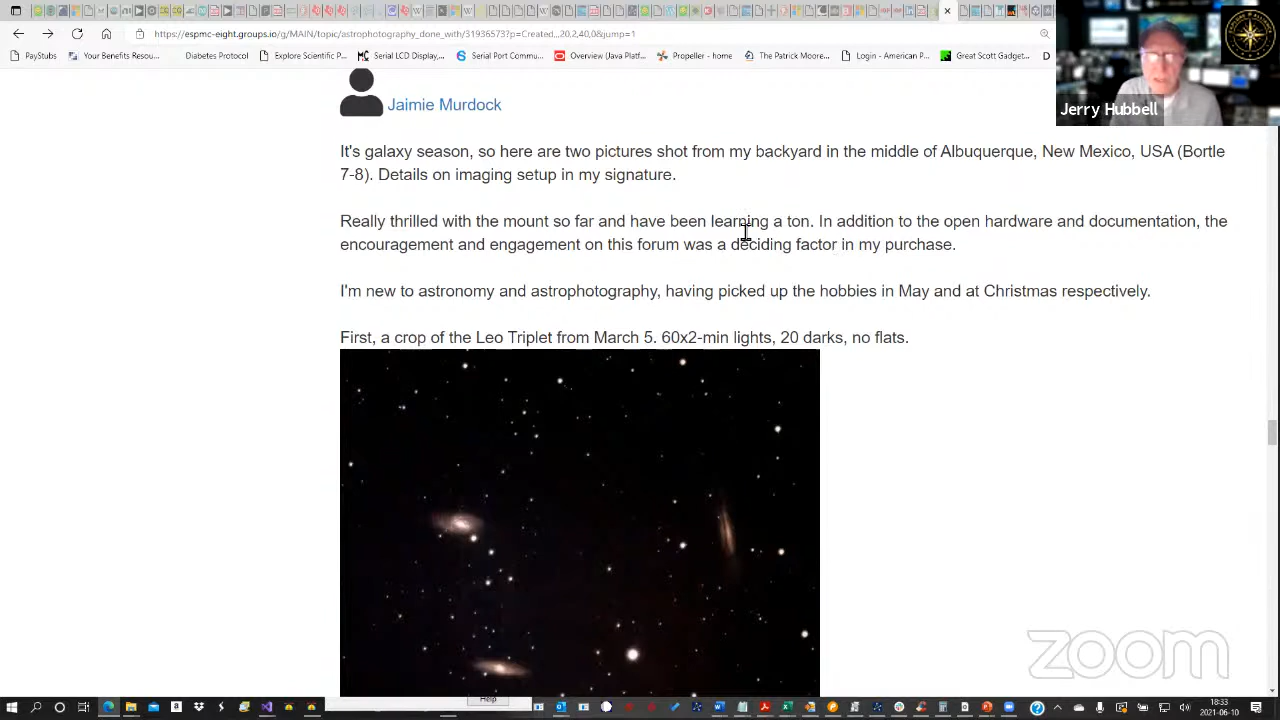 https://espmc-eight.groups.io/g/MAIN/topic/astrophotography_done_with/31936573?p=Created,,,20,2,40,0&jump=1
PayStubs
Your Benefits Resou...
Diabetes Protocol
Explore Scientific P...
Serial LCD Display...
Serial Port Commu...
Overview (Java Platf...
Propeller - home: P...
The Patrick Moore...
Login - American P...
Great Scott Gadget...
D
Jerry Hubbell
Jaimie Murdock
It's galaxy season, so here are two pictures shot from my backyard in the middle of Albuquerque, New Mexico, USA (Bortle
7-8). Details on imaging setup in my signature.
Really thrilled with the mount so far and have been learning a ton. In addition to the open hardware and documentation, the
encouragement and engagement on this forum was a deciding factor in my purchase.
I'm new to astronomy and astrophotography, having picked up the hobbies in May and at Christmas respectively.
First, a crop of the Leo Triplet from March 5. 60x2-min lights, 20 darks, no flats.
zoom
Help
18:33
2021-06-10